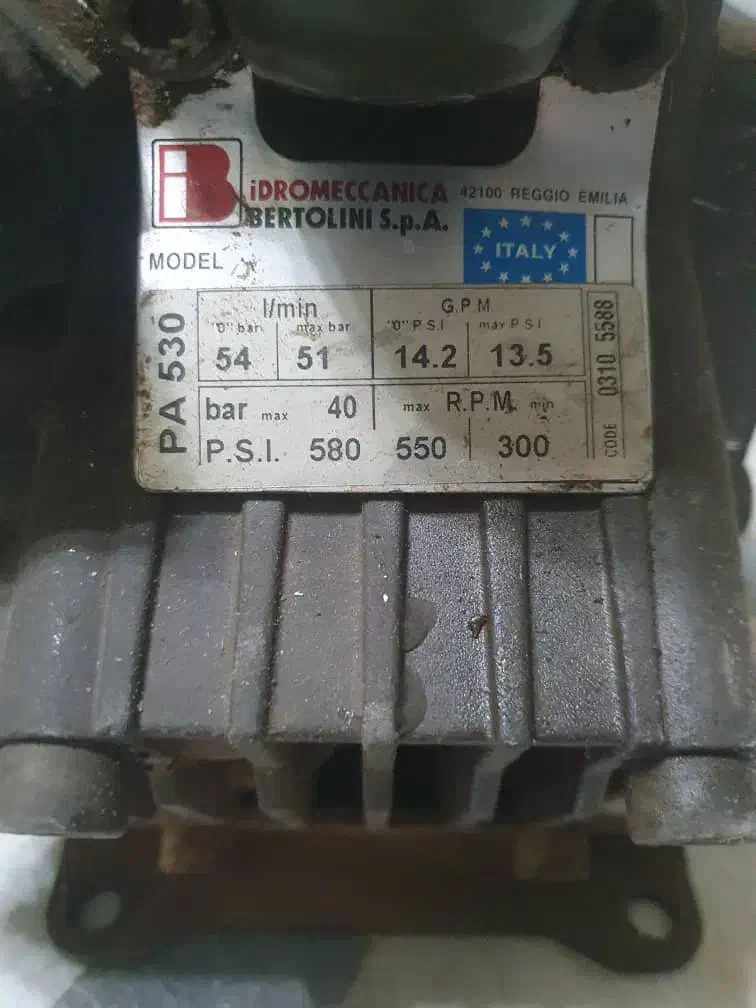 B
iDROMECCANICA
BERTOLINI S.p.A.
42100 REGGIO EMILIA
ITALY
MODEL
PA 530
l/min
"0" bar max bar
54 51
G.P.M
"0" P.S.I max P.S.I
14.2 13.5
bar max 40
P.S.I. 580
max R.P.M. min
550 300
CODE 0310 5588